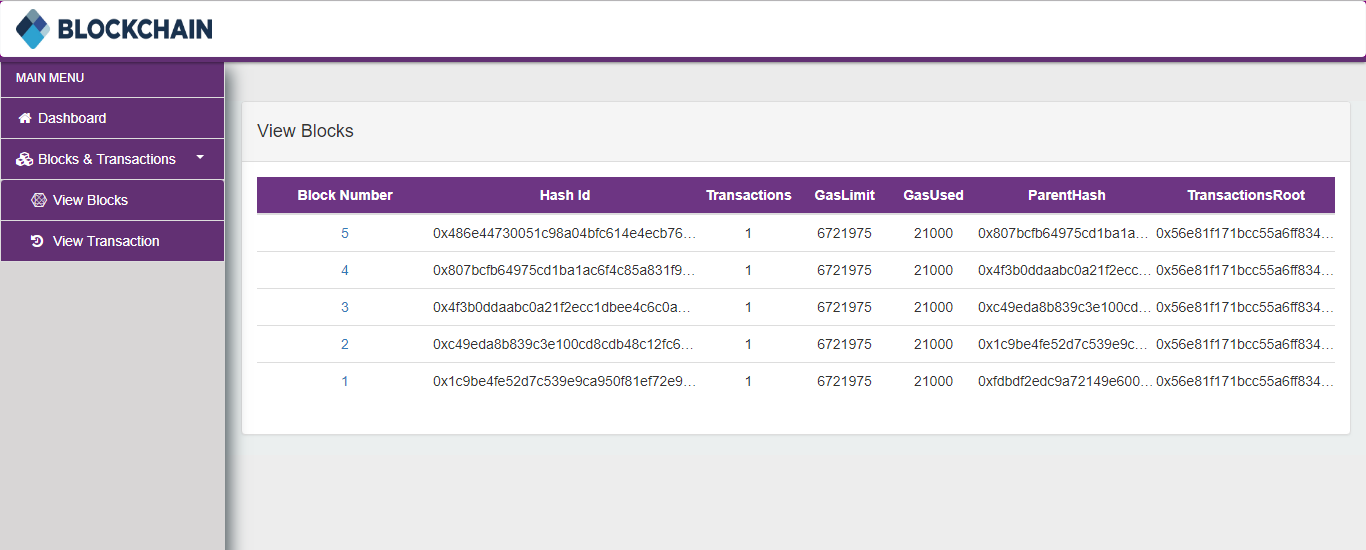 BLOCKCHAIN
MAIN MENU
Dashboard
Blocks & Transactions
View Blocks
View Transaction
View Blocks
Block Number Hash Id Transactions GasLimit GasUsed ParentHash TransactionsRoot
5 0x486e44730051c98a04bfc614e4ecb76... 1 6721975 21000 0x807bcfb64975cd1ba1a... 0x56e81f171bcc55a6ff834...
4 0x807bcfb64975cd1ba1ac6f4c85a831f9... 1 6721975 21000 0x4f3b0ddaabc0a21f2ecc... 0x56e81f171bcc55a6ff834...
3 0x4f3b0ddaabc0a21f2ecc1dbee4c6c0a... 1 6721975 21000 0xc49eda8b839c3e100cd... 0x56e81f171bcc55a6ff834...
2 0xc49eda8b839c3e100cd8cdb48c12fc6... 1 6721975 21000 0x1c9be4fe52d7c539e9c... 0x56e81f171bcc55a6ff834...
1 0x1c9be4fe52d7c539e9ca950f81ef72e9... 1 6721975 21000 0xfdbdf2edc9a72149e600... 0x56e81f171bcc55a6ff834...